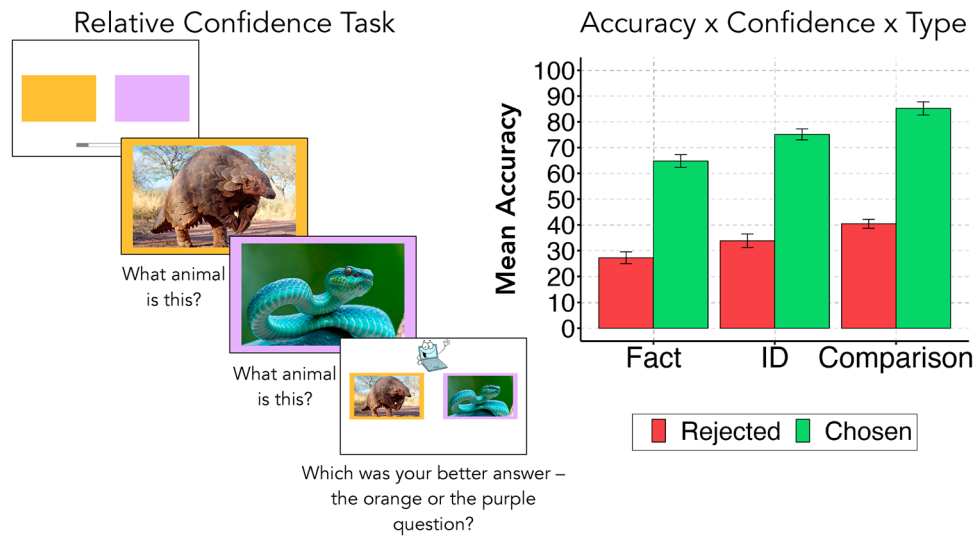 Relative Confidence Task
What animal
is this?
What animal
is this?
Which was your better answer –
the orange or the purple
question?
Accuracy x Confidence x Type
Mean Accuracy
100
90
80
70
60
50
40
30
20
10
0
Fact ID Comparison
Rejected Chosen